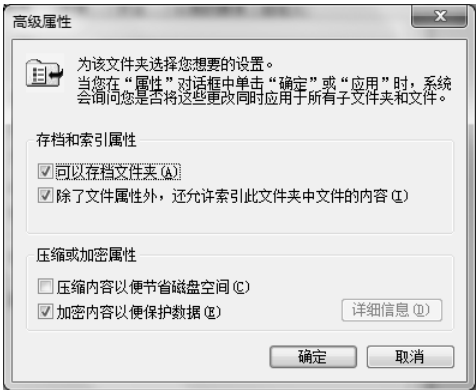 高级属性
为该文件夹选择您想要的设置。
当您在“属性”对话框中单击“确定”或“应用”时，系统
会询问您是否将这些更改同时应用于所有子文件夹和文件。
存档和索引属性
可以存档文件夹(A)
除了文件属性外，还允许索引此文件夹中文件的内容(I)
压缩或加密属性
压缩内容以便节省磁盘空间(C)
加密内容以便保护数据(E)
详细信息(D)
确定
取消